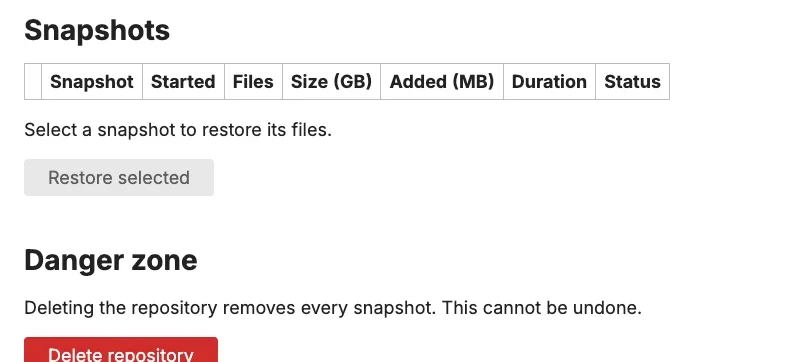 Snapshots
Snapshot Started Files Size (GB) Added (MB) Duration Status
Select a snapshot to restore its files.
Restore selected
Danger zone
Deleting the repository removes every snapshot. This cannot be undone.
Delete repository